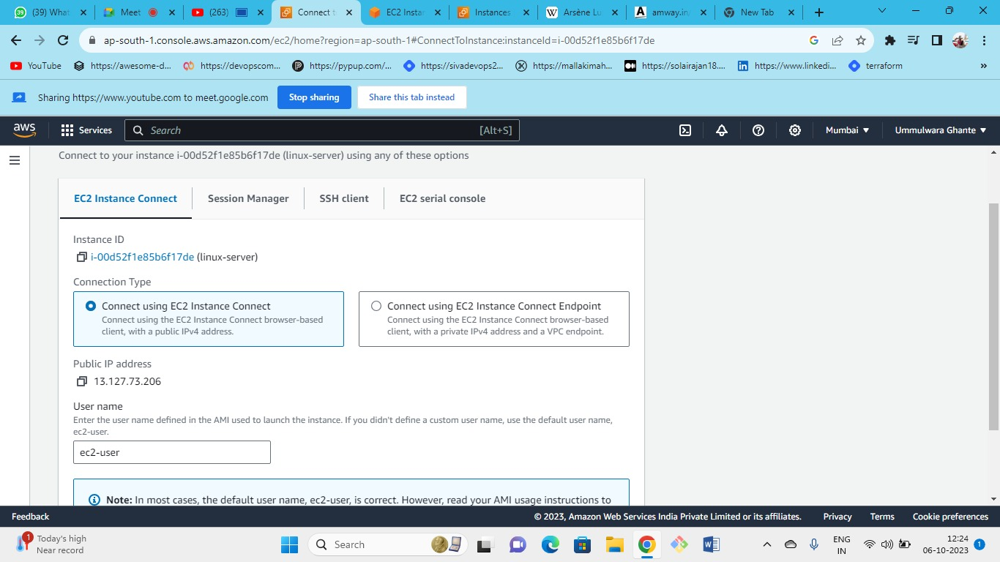 (39) What
Meet
(263)
Connect t
EC2 Instan
Instances
W
Arsène Lu
A
amway.in
New Tab
ap-south-1.console.aws.amazon.com/ec2/home?region=ap-south-1#ConnectToInstance:instanceId=i-00d52f1e85b6f17de
YouTube
https://awesome-d...
https://devopscom...
https://pypup.com/...
https://sivadevops2...
https://mallakimah...
https://solairajan18....
https://www.linkedi...
terraform
»
Sharing https://www.youtube.com to meet.google.com
Stop sharing
Share this tab instead
aws
Services
Search
[Alt+S]
Mumbai
Ummulwara Ghante
Connect to your instance i-00d52f1e85b6f17de (linux-server) using any of these options
EC2 Instance Connect
Session Manager
SSH client
EC2 serial console
Instance ID
i-00d52f1e85b6f17de (linux-server)
Connection Type
Connect using EC2 Instance Connect
Connect using the EC2 Instance Connect browser-based
client, with a public IPv4 address.
Connect using EC2 Instance Connect Endpoint
Connect using the EC2 Instance Connect browser-based
client, with a private IPv4 address and a VPC endpoint.
Public IP address
13.127.73.206
User name
Enter the user name defined in the AMI used to launch the instance. If you didn't define a custom user name, use the default user name,
ec2-user.
ec2-user
Note: In most cases, the default user name, ec2-user, is correct. However, read your AMI usage instructions to
Feedback
© 2023, Amazon Web Services India Private Limited or its affiliates.
Privacy
Terms
Cookie preferences
1
Today's high
Near record
Search
ENG
IN
12:24
06-10-2023
1